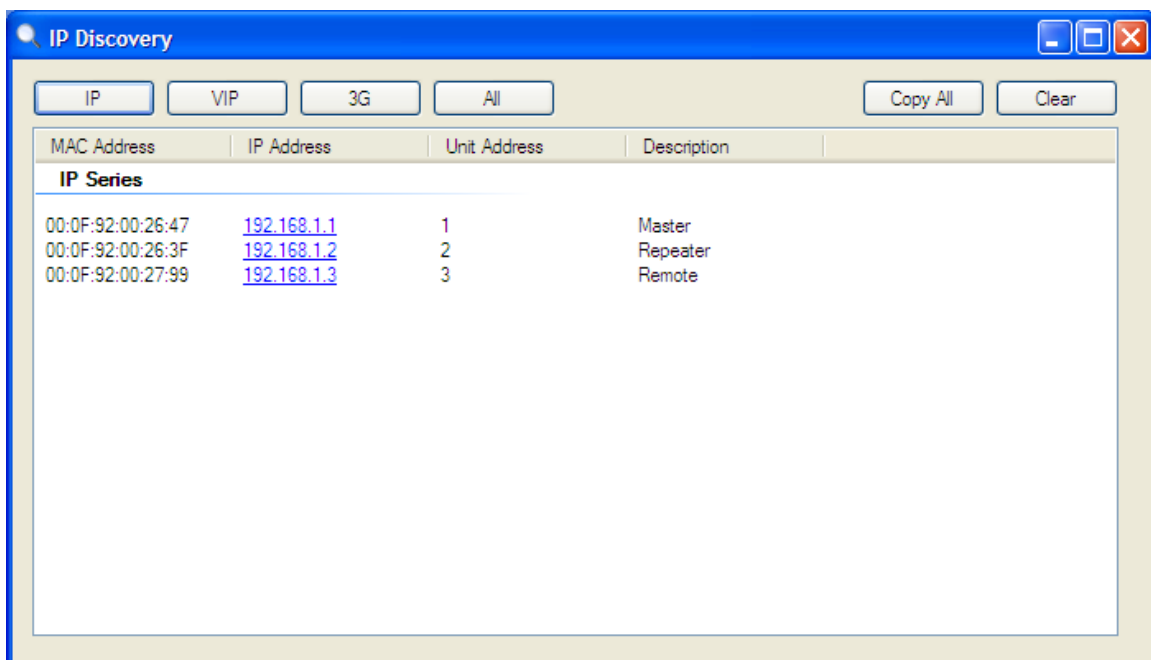 IP Discovery
IP VIP 3G All Copy All Clear
MAC Address IP Address Unit Address Description
IP Series
00:0F:92:00:26:47 192.168.1.1 1 Master
00:0F:92:00:26:3F 192.168.1.2 2 Repeater
00:0F:92:00:27:99 192.168.1.3 3 Remote